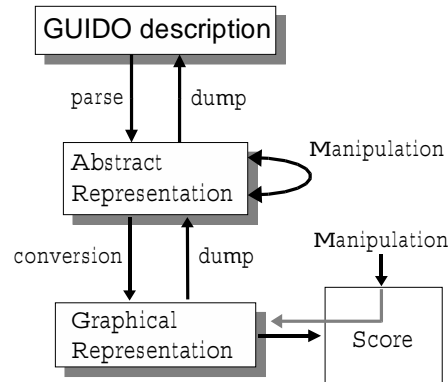 GUIDO description
parse
dump
Manipulation
Abstract
Representation
Manipulation
conversion
dump
Graphical
Representation
Score